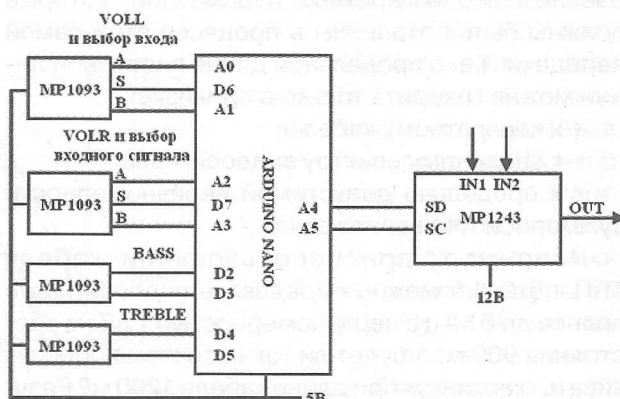 VOLL
и выбор входа
A
MP1093
S
B
A0
D6
A1
VOLR и выбор
входного сигнала
A
MP1093
S
B
A2
D7
A3
ARDUINO NANO
A4
A5
BASS
MP1093
D2
D3
TREBLE
MP1093
D4
D5
5В
IN1 IN2
SC
MP1243
OUT
12В